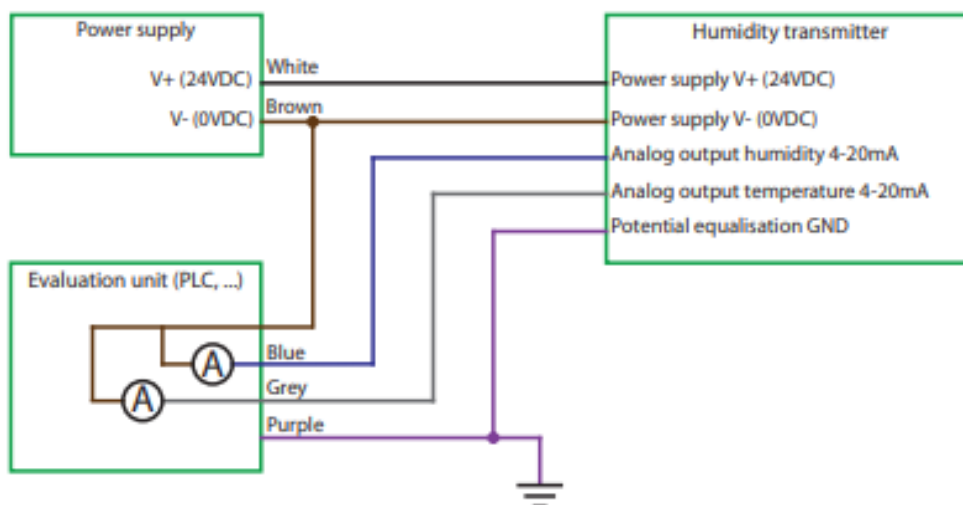 Power supply
V+ (24VDC)
V- (0VDC)
White
Brown
Humidity transmitter
Power supply V+ (24VDC)
Power supply V- (0VDC)
Analog output humidity 4-20mA
Analog output temperature 4-20mA
Potential equalisation GND
Evaluation unit (PLC, ...)
A
A
Blue
Grey
Purple